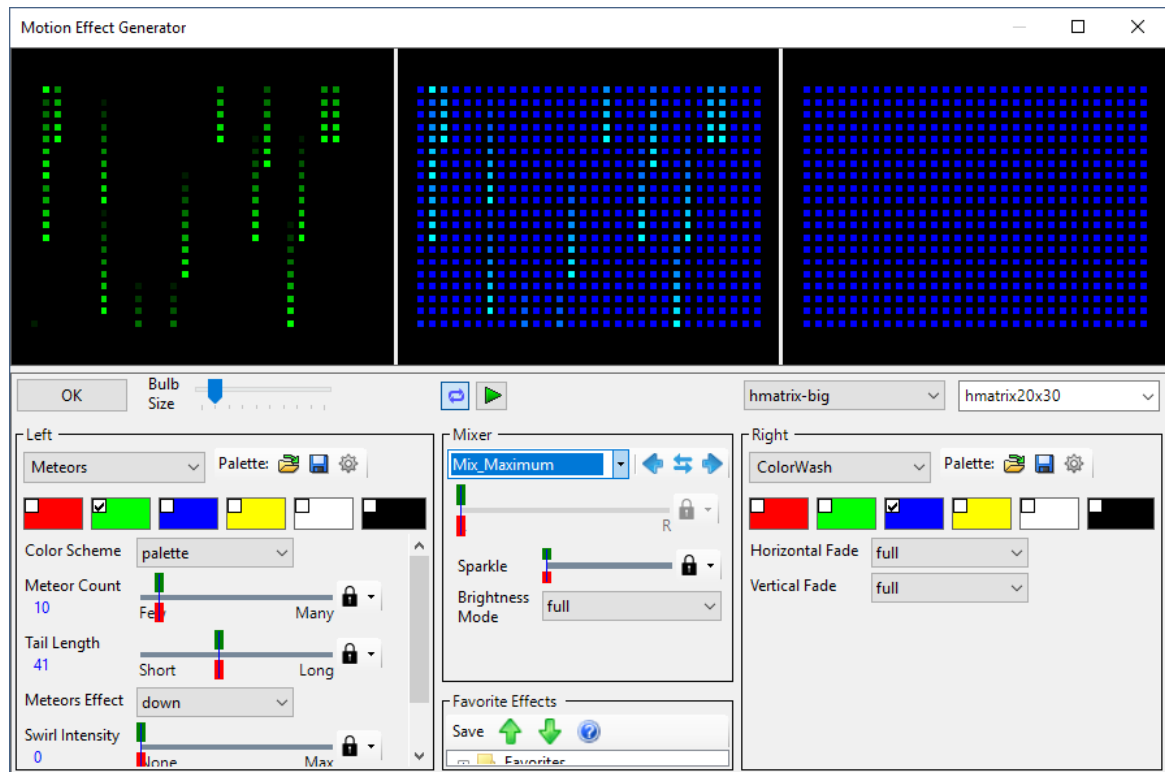 Motion Effect Generator
OK
Bulb
Size
hmatrix-big
hmatrix20x30
Left
Meteors
Palette:
Color Scheme
palette
Meteor Count
10
Few
Many
Tail Length
41
Short
Long
Meteors Effect
down
Swirl Intensity
0
None
Max
Mixer
Mix_Maximum
R
Sparkle
Brightness
Mode
full
Favorite Effects
Save
Favorites
Right
ColorWash
Palette:
Horizontal Fade
full
Vertical Fade
full